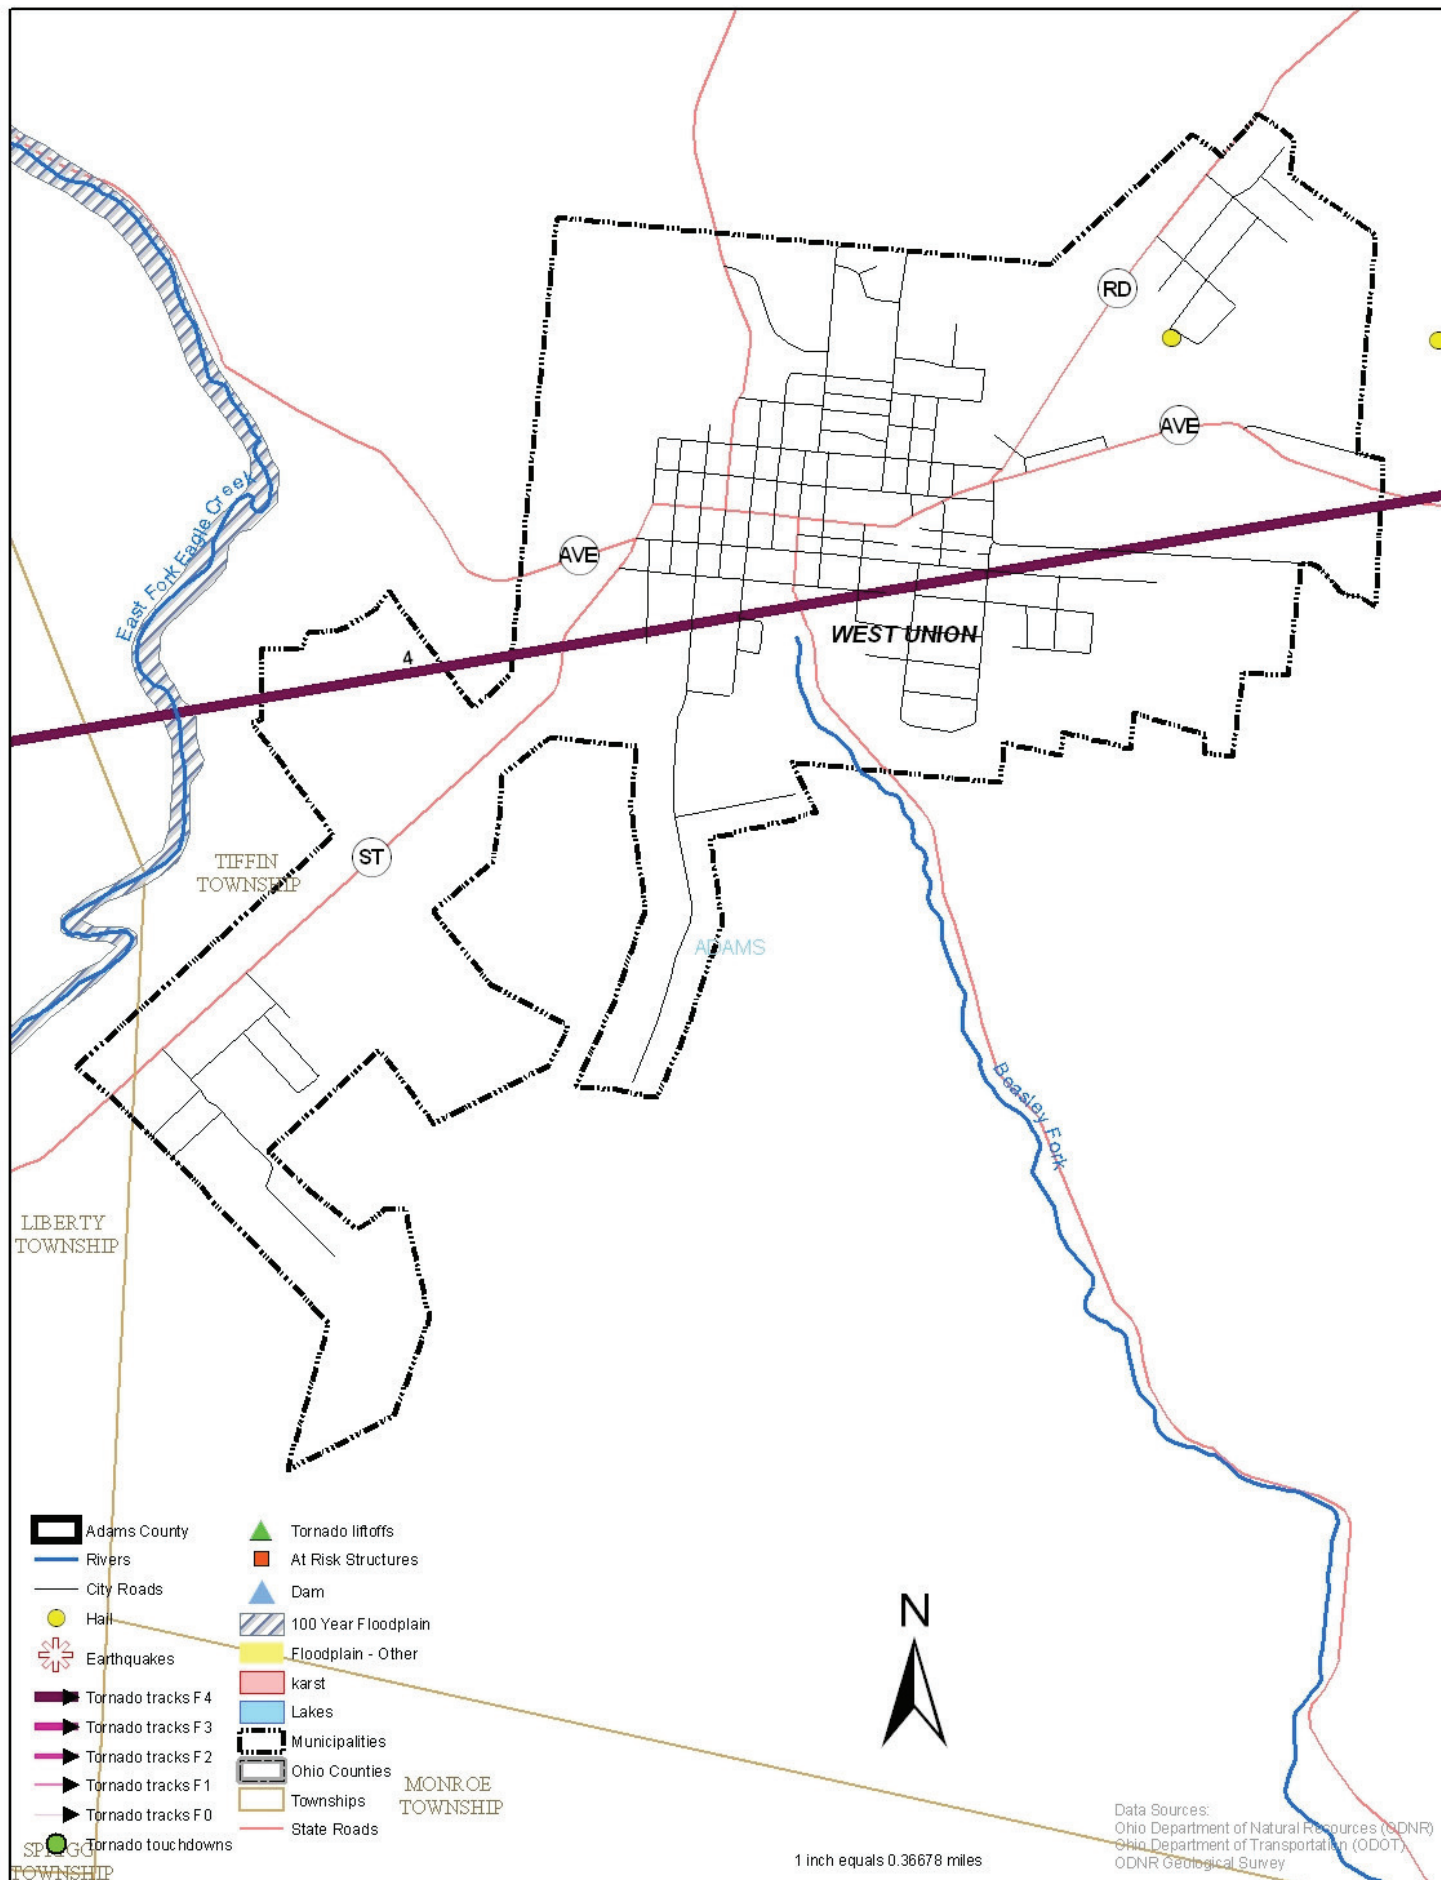 RD
AVE
East Fork Eagle Creek
AVE
WEST UNION
4
ST
TIFFIN
TOWNSHIP
ADAMS
Beasley Fork
LIBERTY
TOWNSHIP
Adams County
Rivers
City Roads
Hail
Earthquakes
Tornado tracks F4
Tornado tracks F3
Tornado tracks F2
Tornado tracks F1
Tornado tracks F0
Tornado touchdowns
Tornado liftoffs
At Risk Structures
Dam
100 Year Floodplain
Floodplain - Other
karst
Lakes
Municipalities
Ohio Counties
Townships
State Roads
N
MONROE
TOWNSHIP
TOWNSHIP
1 inch equals 0.36678 miles
Data Sources:
Ohio Department of Natural Resources (ODNR)
Ohio Department of Transportation (ODOT)
ODNR Geological Survey